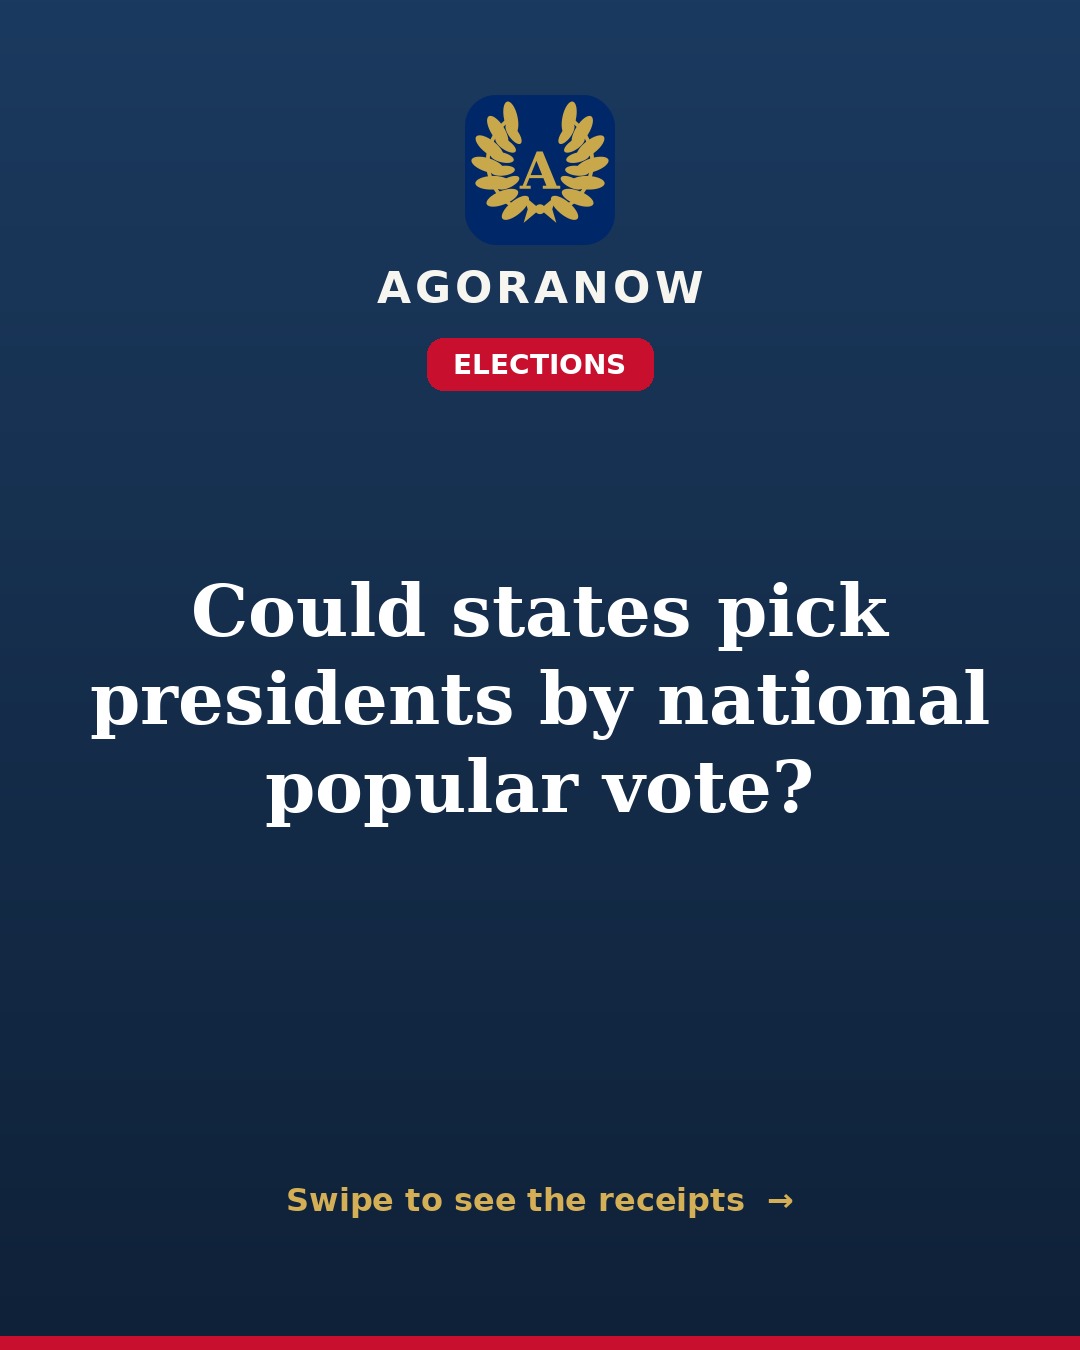 A
AGORANOW
ELECTIONS
Could states pick
presidents by national
popular vote?
Swipe to see the receipts →